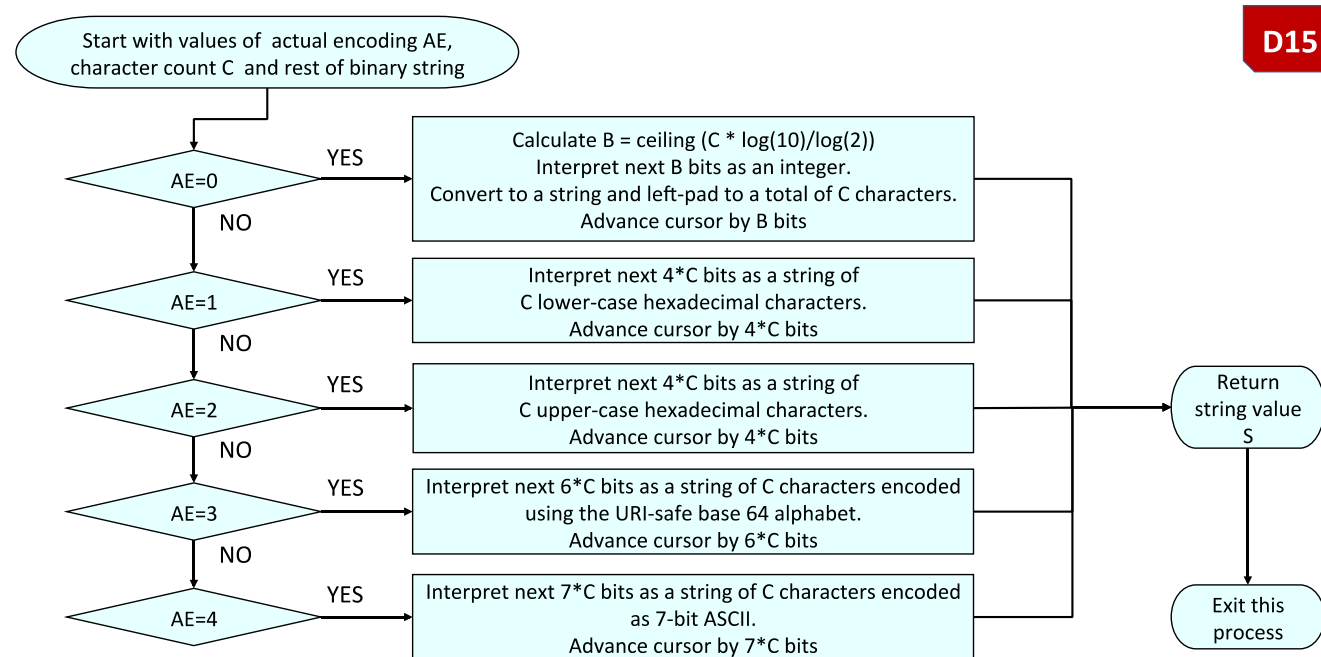 Start with values of actual encoding AE,
character count C and rest of binary string
D15
AE=0
YES
NO
Calculate B = ceiling (C * log(10)/log(2))
Interpret next B bits as an integer.
Convert to a string and left-pad to a total of C characters.
Advance cursor by B bits
AE=1
YES
NO
Interpret next 4*C bits as a string of
C lower-case hexadecimal characters.
Advance cursor by 4*C bits
AE=2
YES
NO
Interpret next 4*C bits as a string of
C upper-case hexadecimal characters.
Advance cursor by 4*C bits
AE=3
YES
NO
Interpret next 6*C bits as a string of C characters encoded
using the URI-safe base 64 alphabet.
Advance cursor by 6*C bits
AE=4
YES
Interpret next 7*C bits as a string of C characters encoded
as 7-bit ASCII.
Advance cursor by 7*C bits
Return
string value
S
Exit this
process